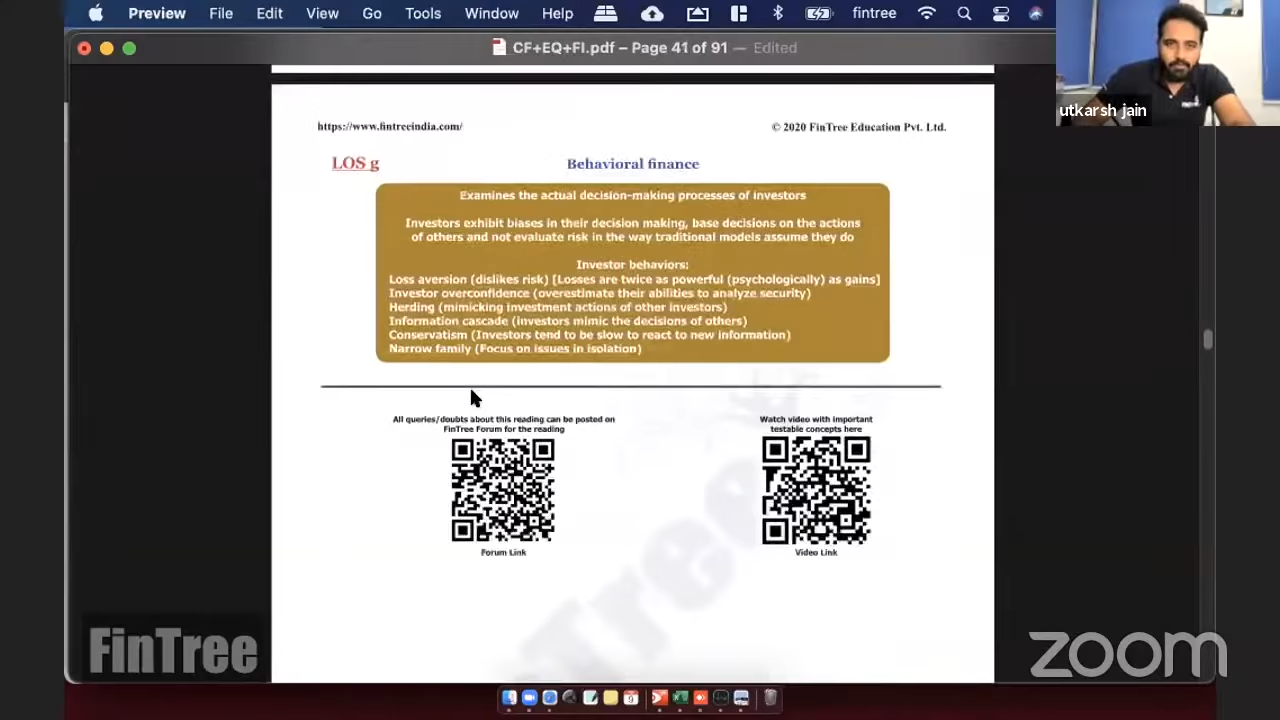 Preview File Edit View Go Tools Window Help fintree
CF+EQ+FI.pdf – Page 41 of 91 — Edited
utkarsh jain
https://www.fintreeindia.com/ © 2020 FinTree Education Pvt. Ltd.
LOS g Behavioral finance
Examines the actual decision-making processes of investors
Investors exhibit biases in their decision making, base decisions on the actions
of others and not evaluate risk in the way traditional models assume they do
Investor behaviors:
Loss aversion (dislikes risk) [Losses are twice as powerful (psychologically) as gains]
Investor overconfidence (overestimate their abilities to analyze security)
Herding (mimicking investment actions of other investors)
Information cascade (investors mimic the decisions of others)
Conservatism (Investors tend to be slow to react to new information)
Narrow family (Focus on issues in isolation)
All queries/doubts about this reading can be posted on
FinTree Forum for the reading
Forum Link
Watch video with important
testable concepts here
Video Link
Tree
FinTree
zoom
9